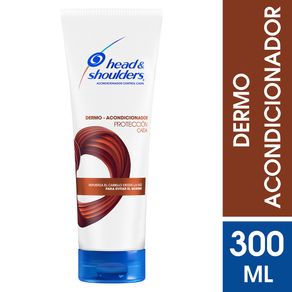 head &
shoulders
ACONDICIONADOR CONTROL CAÍDA
DERMO - ACONDICIONADOR
PROTECCIÓN
CAÍDA
PARA EVITAR EL QUIEBRE
DERMO
ACONDICIONADOR
300
ML